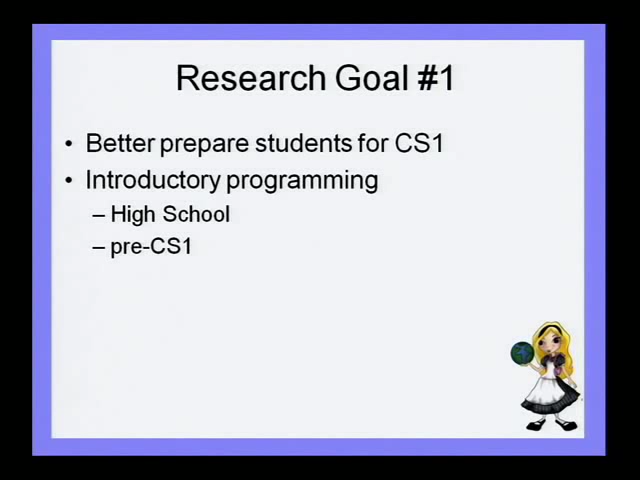 Research Goal #1
• Better prepare students for CS1
• Introductory programming
– High School
– pre-CS1